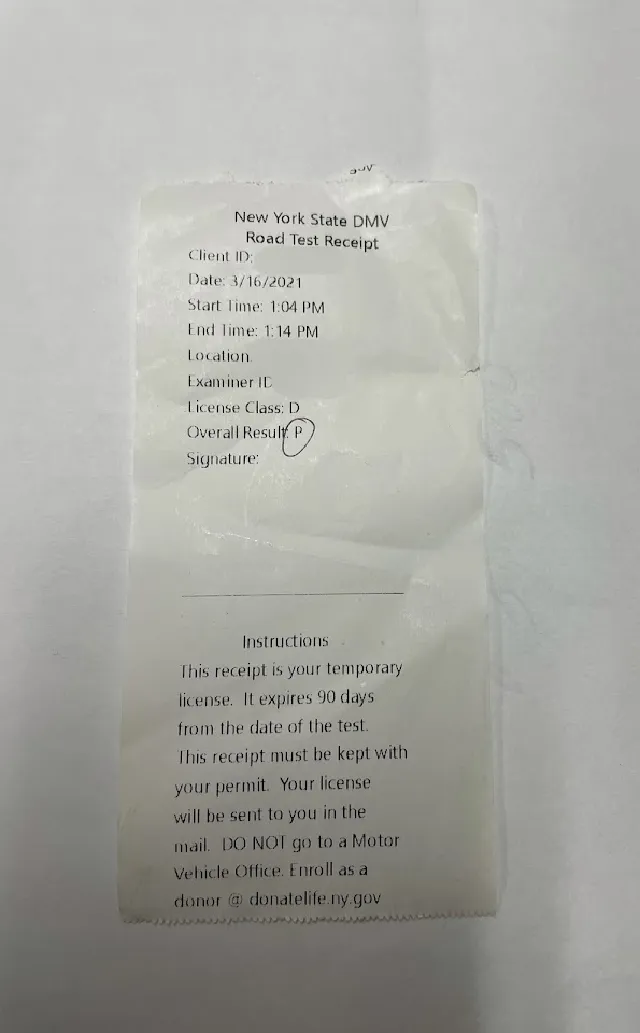 New York State DMV
Road Test Receipt
Client ID:
Date: 3/16/2021
Start Time: 1:04 PM
End Time: 1:14 PM
Location
Examiner ID
License Class: D
Overall Result: P
Signature:
Instructions
This receipt is your temporary
license. It expires 90 days
from the date of the test.
This receipt must be kept with
your permit. Your license
will be sent to you in the
mail. DO NOT go to a Motor
Vehicle Office. Enroll as a
donor @ donatelife.ny.gov